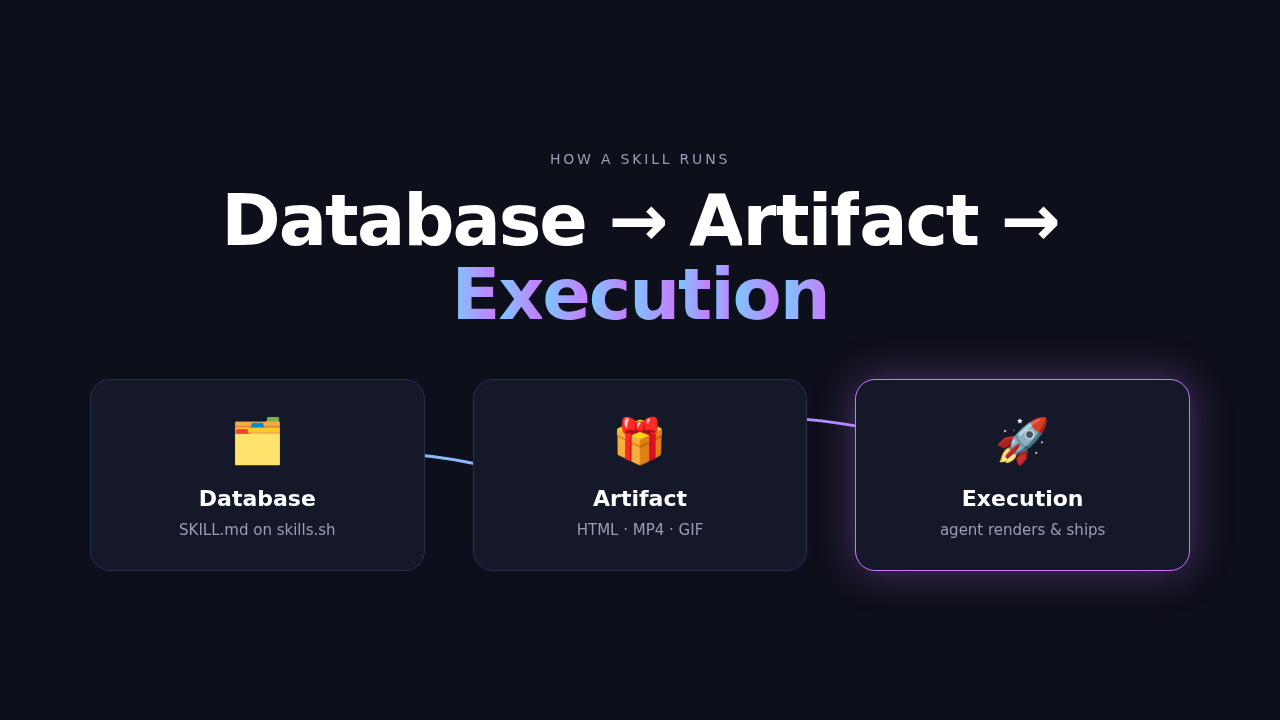 HOW A SKILL RUNS
Database → Artifact →
Execution
Database
SKILL.md on skills.sh
Artifact
HTML · MP4 · GIF
Execution
agent renders & ships